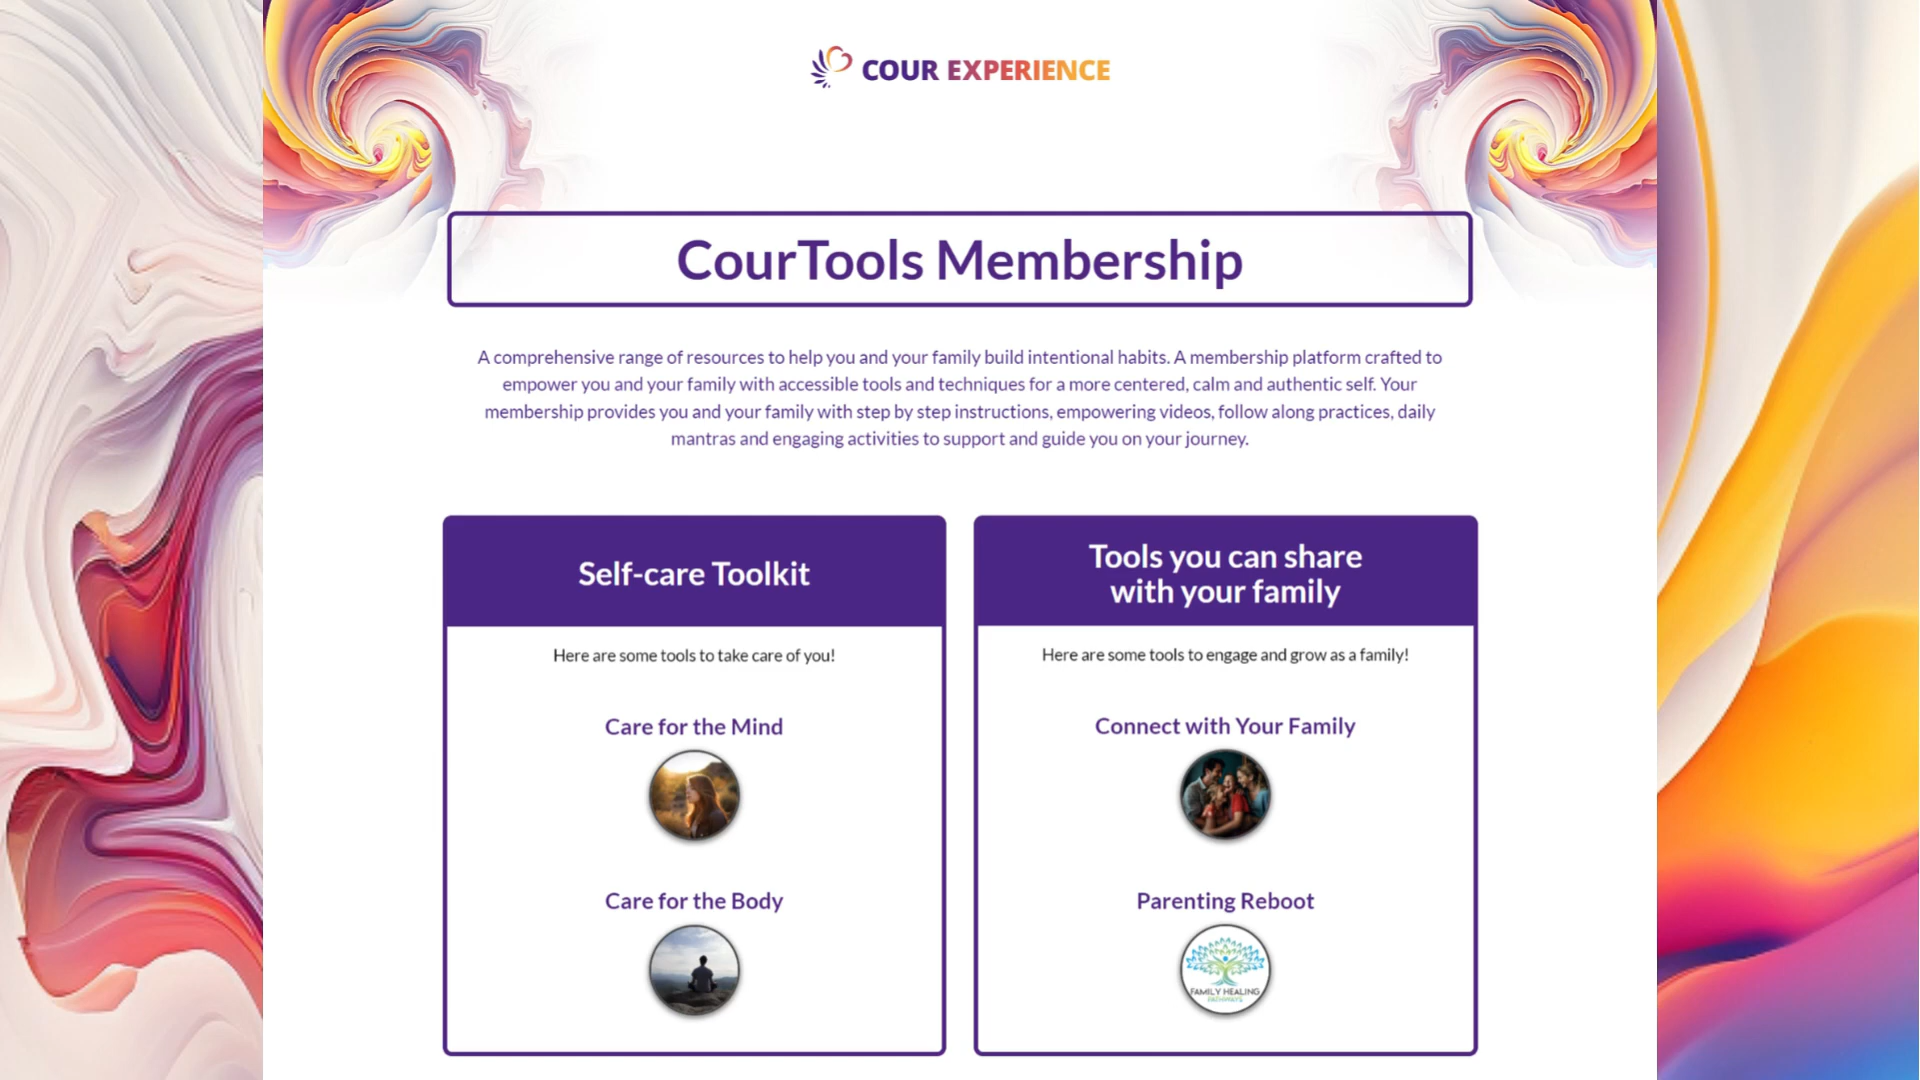 COUR EXPERIENCE
CourTools Membership
A comprehensive range of resources to help you and your family build intentional habits. A membership platform crafted to
empower you and your family with accessible tools and techniques for a more centered, calm and authentic self. Your
membership provides you and your family with step by step instructions, empowering videos, follow along practices, daily
mantras and engaging activities to support and guide you on your journey.
Self-care Toolkit
Here are some tools to take care of you!
Care for the Mind
Care for the Body
Tools you can share
with your family
Here are some tools to engage and grow as a family!
Connect with Your Family
Parenting Reboot
FAMILY HEALING
PATHWAYS